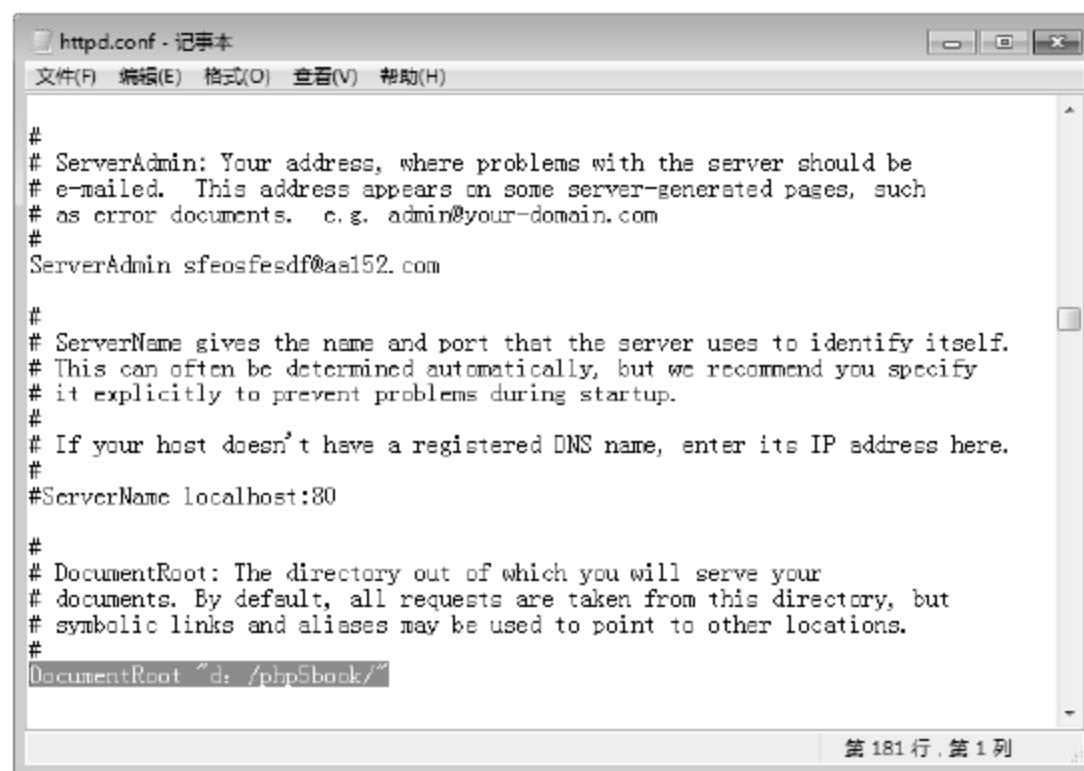 httpd.conf - 记事本
文件(F) 编辑(E) 格式(O) 查看(V) 帮助(H)
#
# ServerAdmin: Your address, where problems with the server should be
# e-mailed.  This address appears on some server-generated pages, such
# as error documents.  e.g. admin@your-domain.com
#
ServerAdmin sfeosfesdf@aa152.com
#
# ServerName gives the name and port that the server uses to identify itself.
# This can often be determined automatically, but we recommend you specify
# it explicitly to prevent problems during startup.
#
# If your host doesn't have a registered DNS name, enter its IP address here.
#
#ServerName localhost:80
#
# DocumentRoot: The directory out of which you will serve your
# documents. By default, all requests are taken from this directory, but
# symbolic links and aliases may be used to point to other locations.
#
DocumentRoot "d: /php5book/"
第 181 行 , 第 1 列